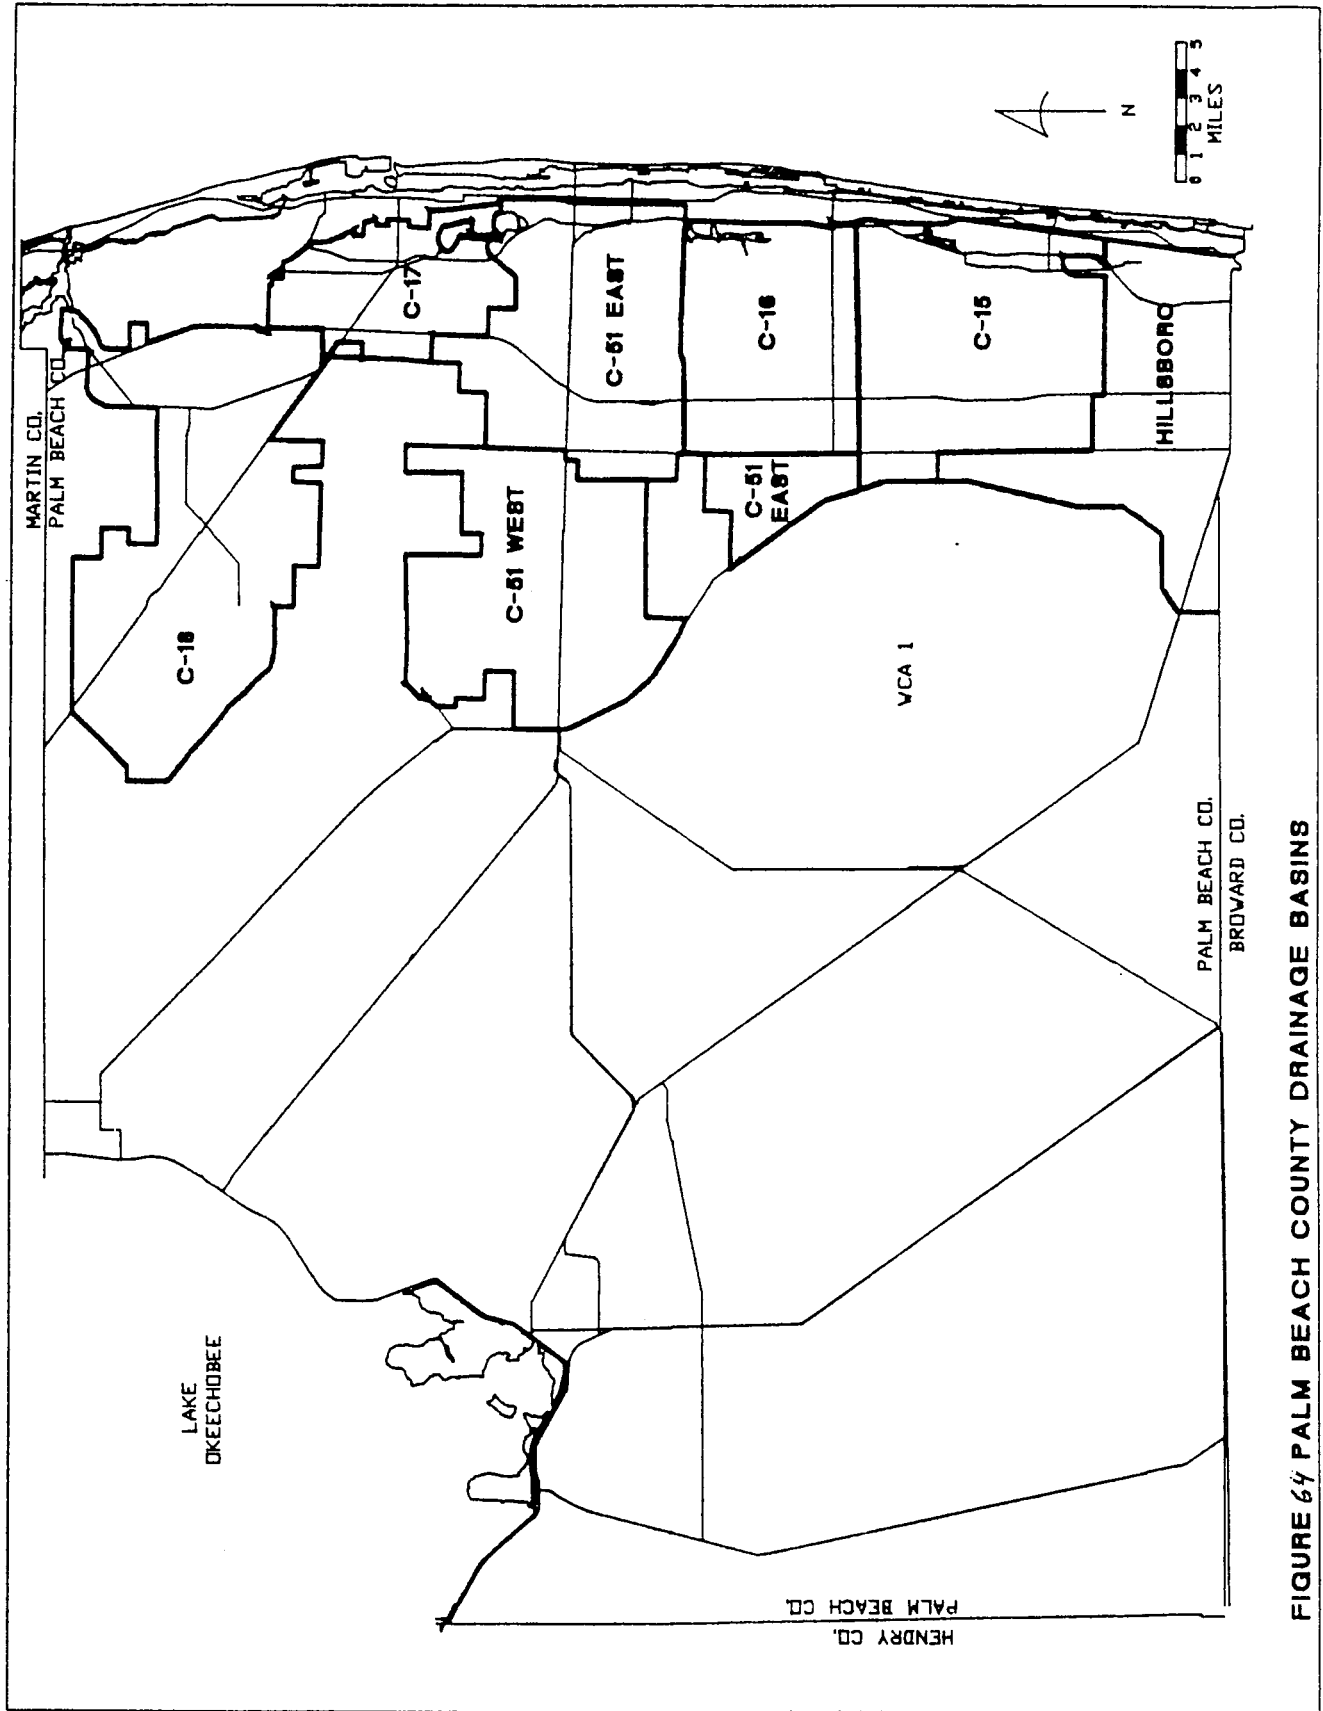 MARTIN CO.
PALM BEACH CO.
C-18
C-17
C-51 WEST
C-51 EAST
C-16
C-51
EAST
C-15
HILLSBORO
WCA 1
LAKE
OKEECHOBEE
HENDRY CO.
PALM BEACH CO.
PALM BEACH CO.
BROWARD CO.
N
0 1 2 3 4 5
MILES
FIGURE 64 PALM BEACH COUNTY DRAINAGE BASINS